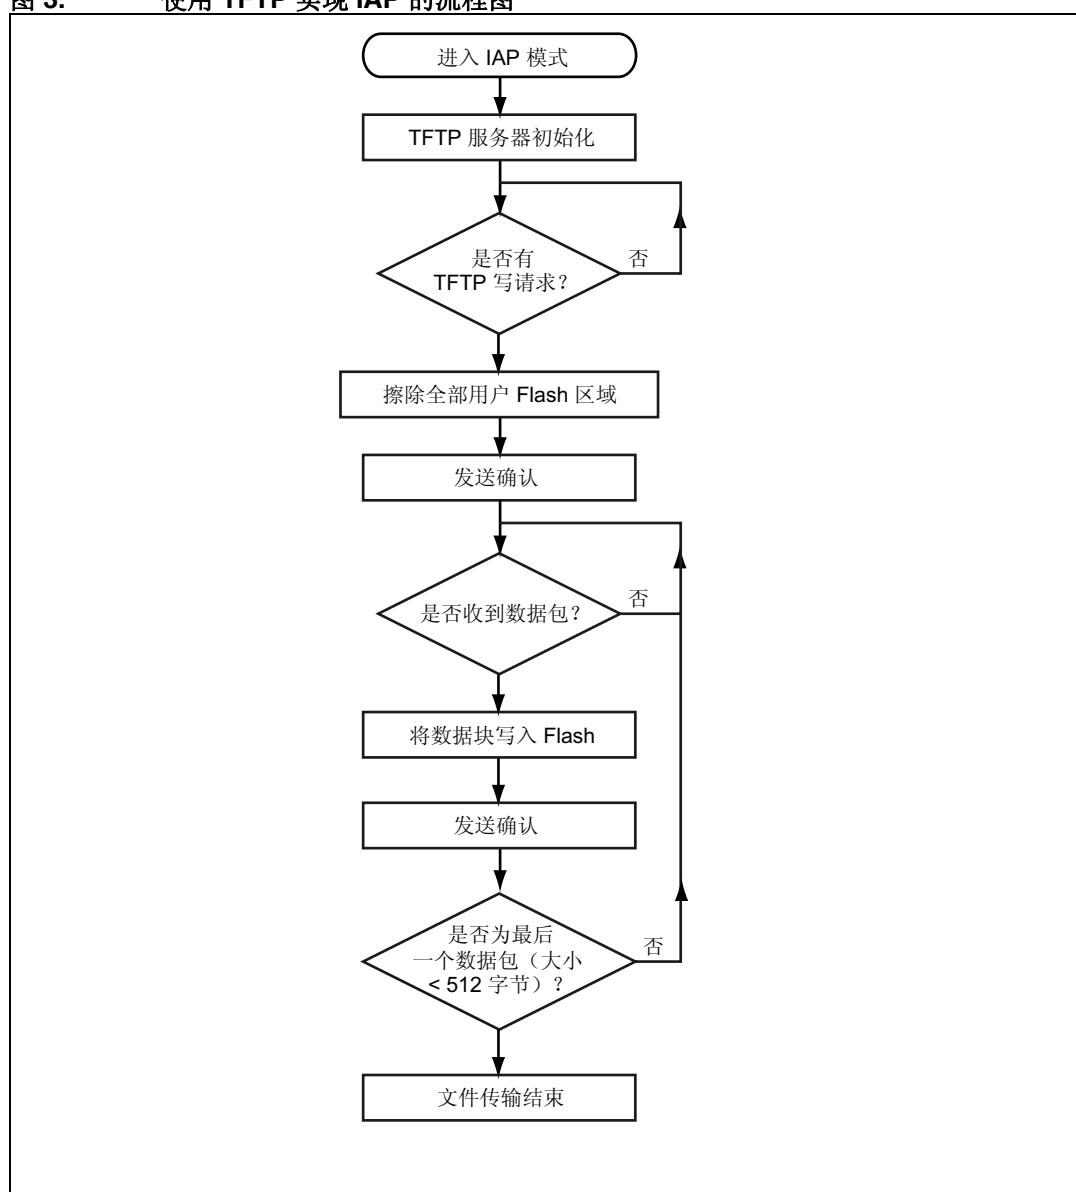 图 3. 使用 TFTP 实现 IAP 的流程图
进入 IAP 模式
TFTP 服务器初始化
是否有
TFTP 写请求？
否
擦除全部用户 Flash 区域
发送确认
是否收到数据包？
否
将数据块写入 Flash
发送确认
是否为最后
一个数据包（大小
< 512 字节）？
否
文件传输结束